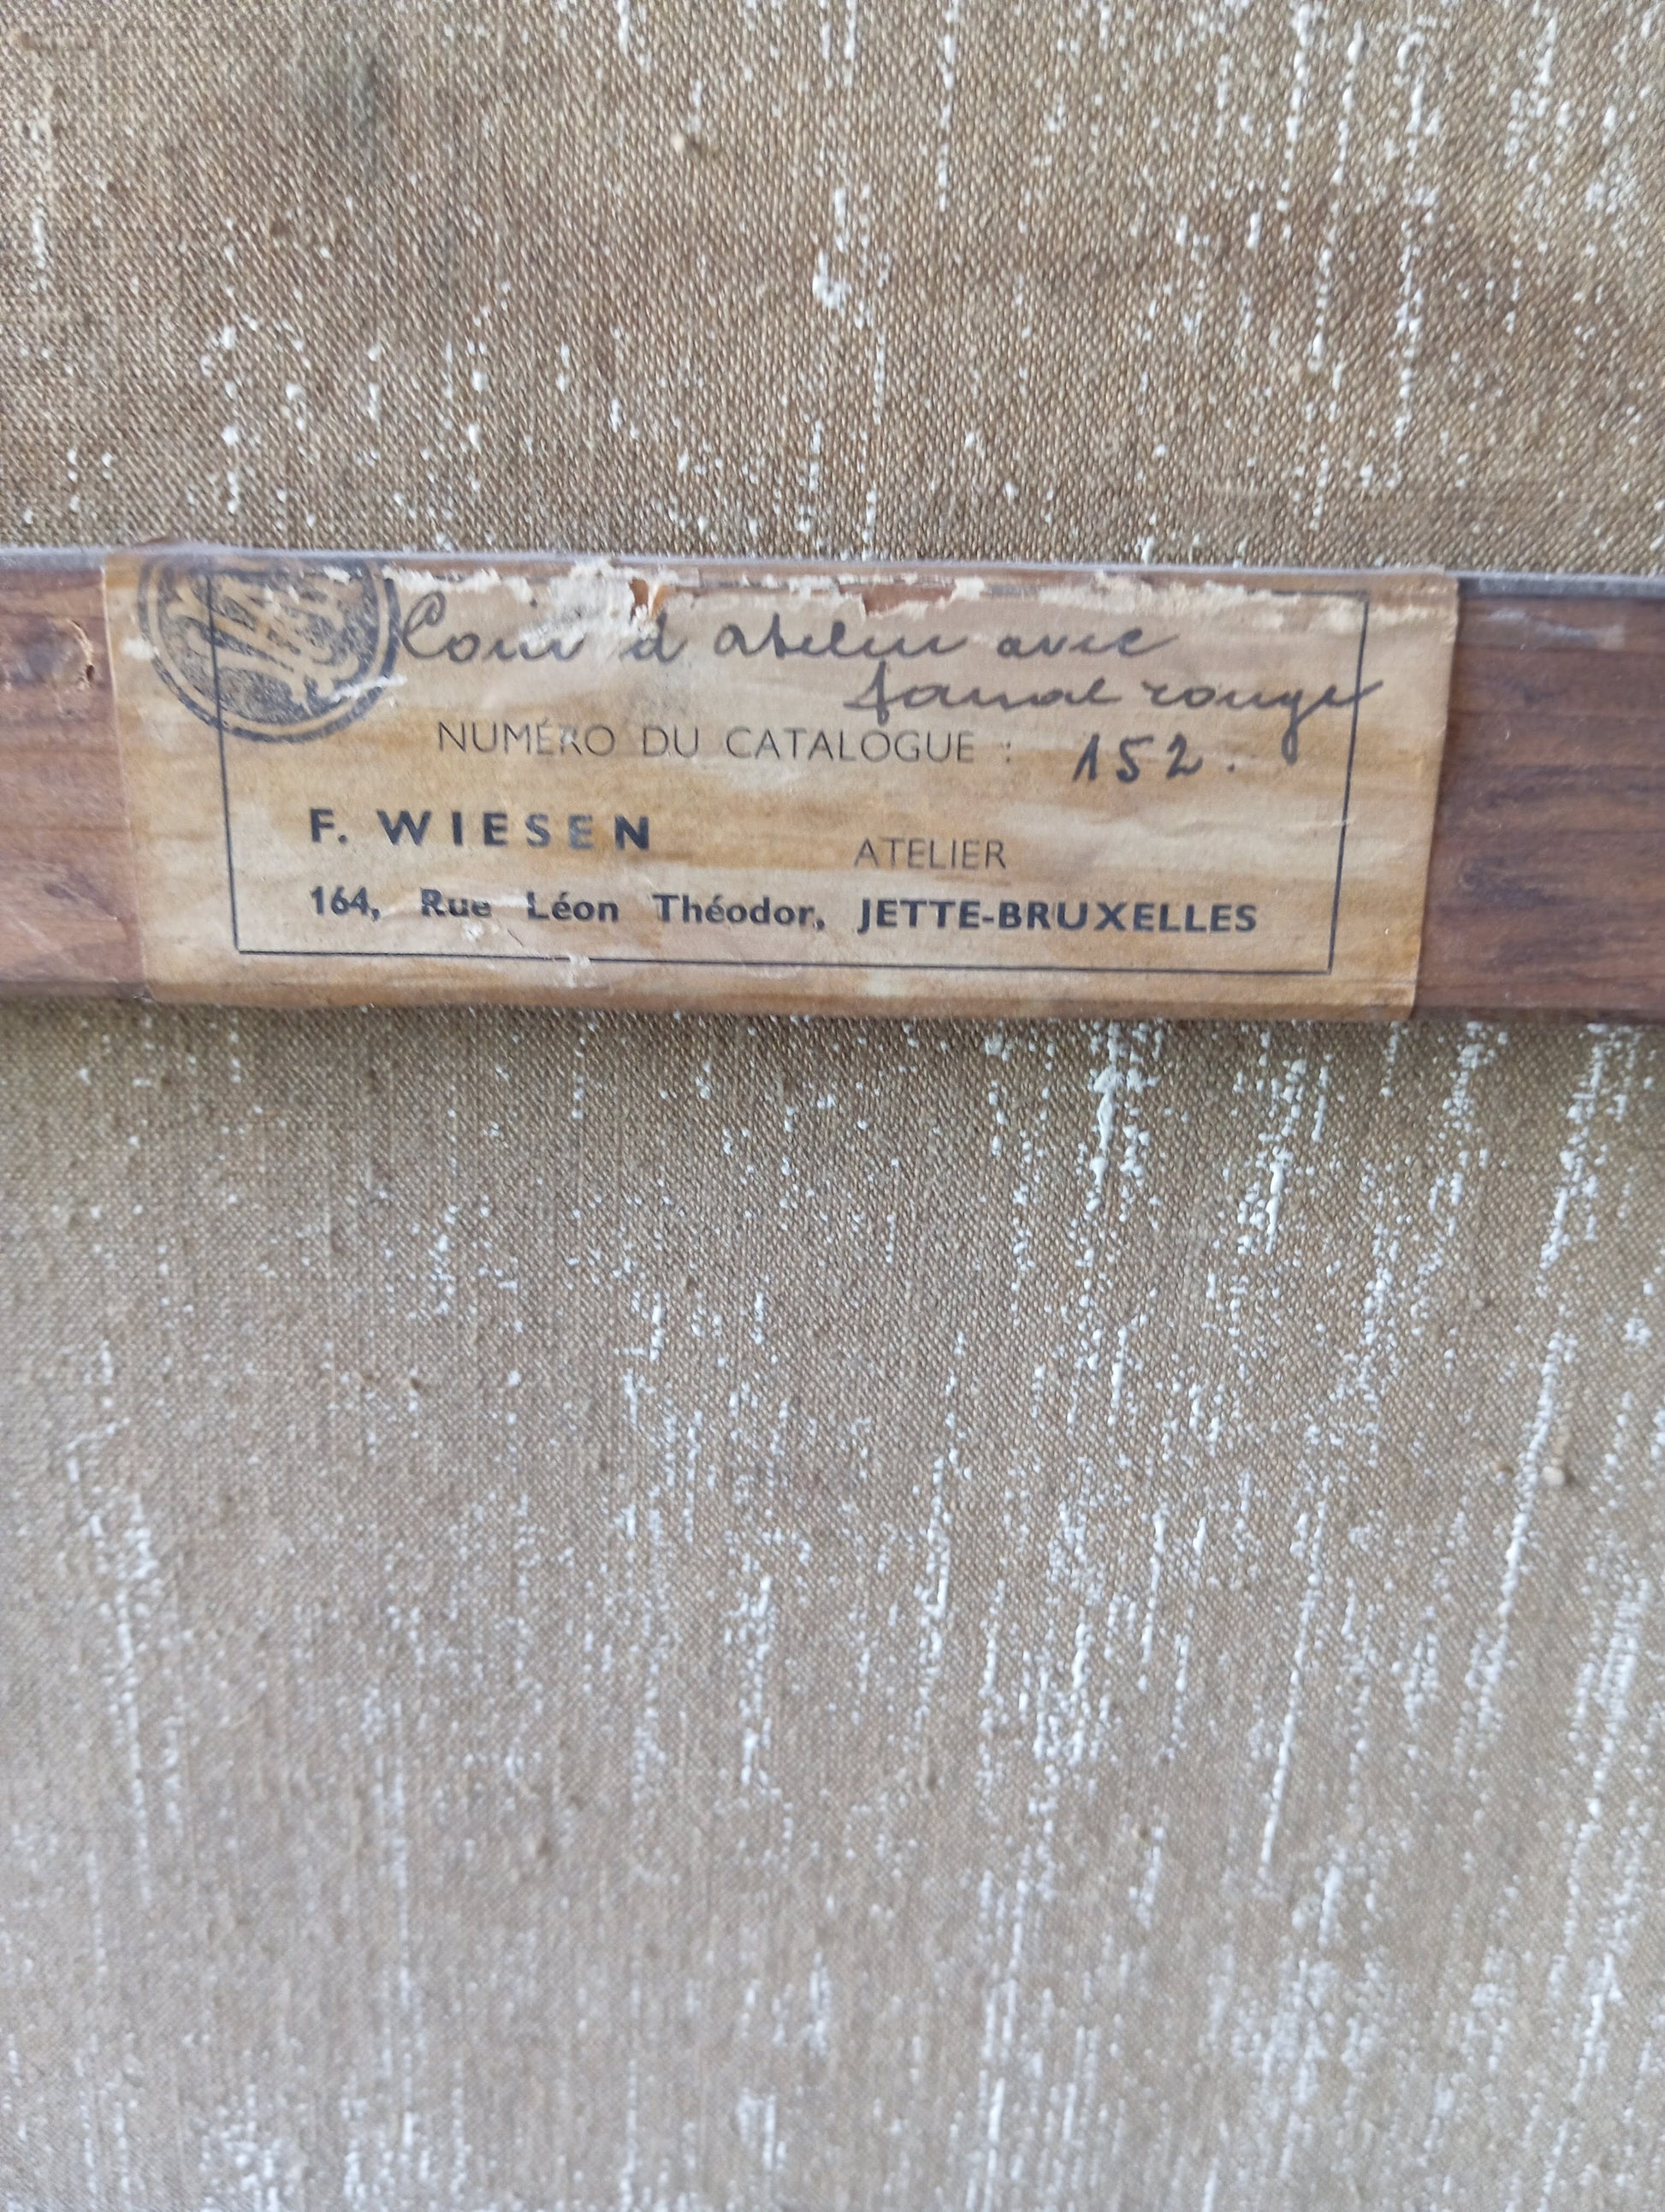 Coin d'atelier avec
fanal rouge
NUMÉRO DU CATALOGUE : 152.
F. WIESEN ATELIER
164, Rue Léon Théodor, JETTE-BRUXELLES